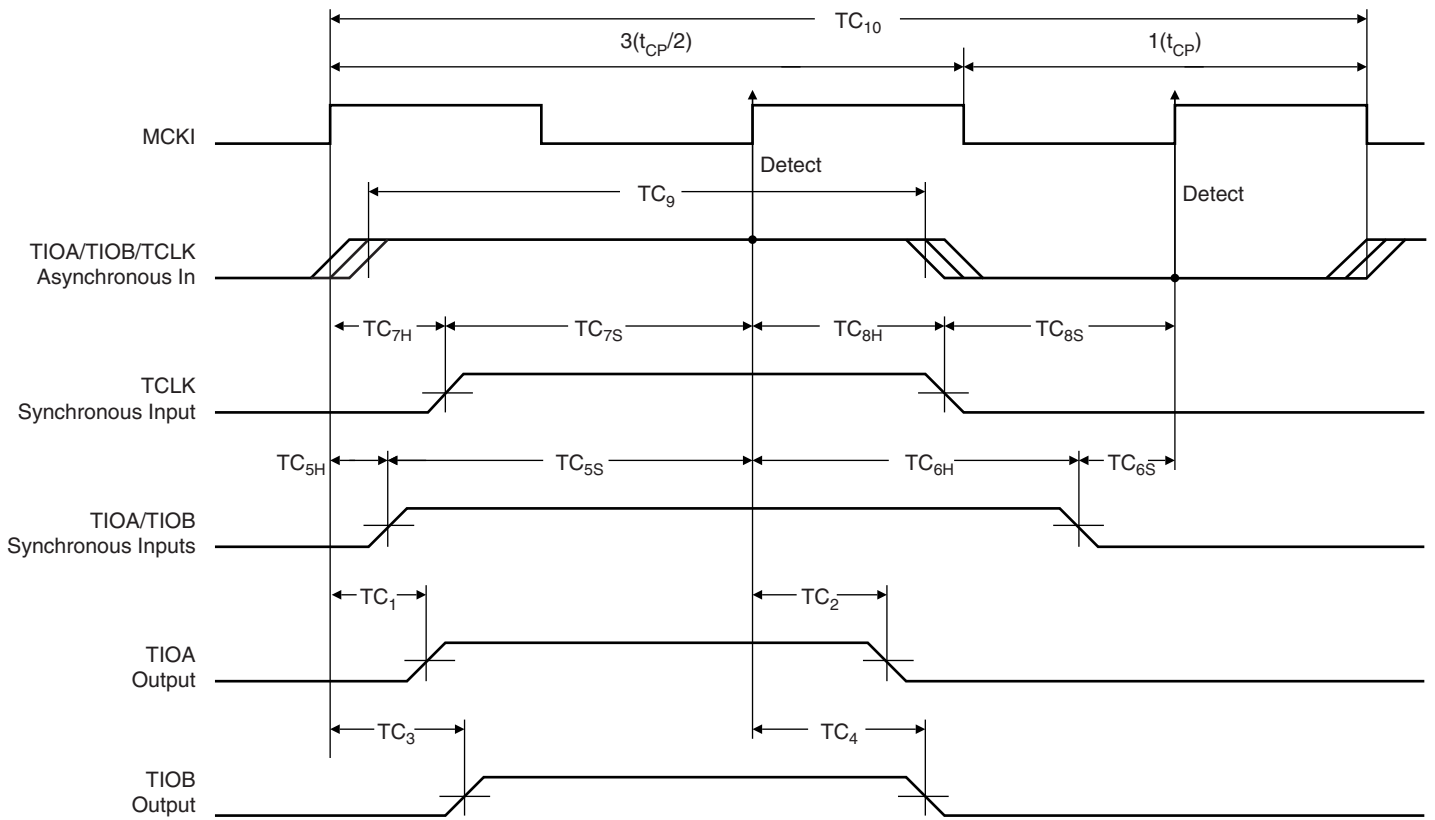 TC10
3(tCP/2)
1(tCP)
MCKI
Detect
TC9
Detect
TIOA/TIOB/TCLK
Asynchronous In
TC7H
TC7S
TC8H
TC8S
TCLK
Synchronous Input
TC5H
TC5S
TC6H
TC6S
TIOA/TIOB
Synchronous Inputs
TC1
TC2
TIOA
Output
TC3
TC4
TIOB
Output